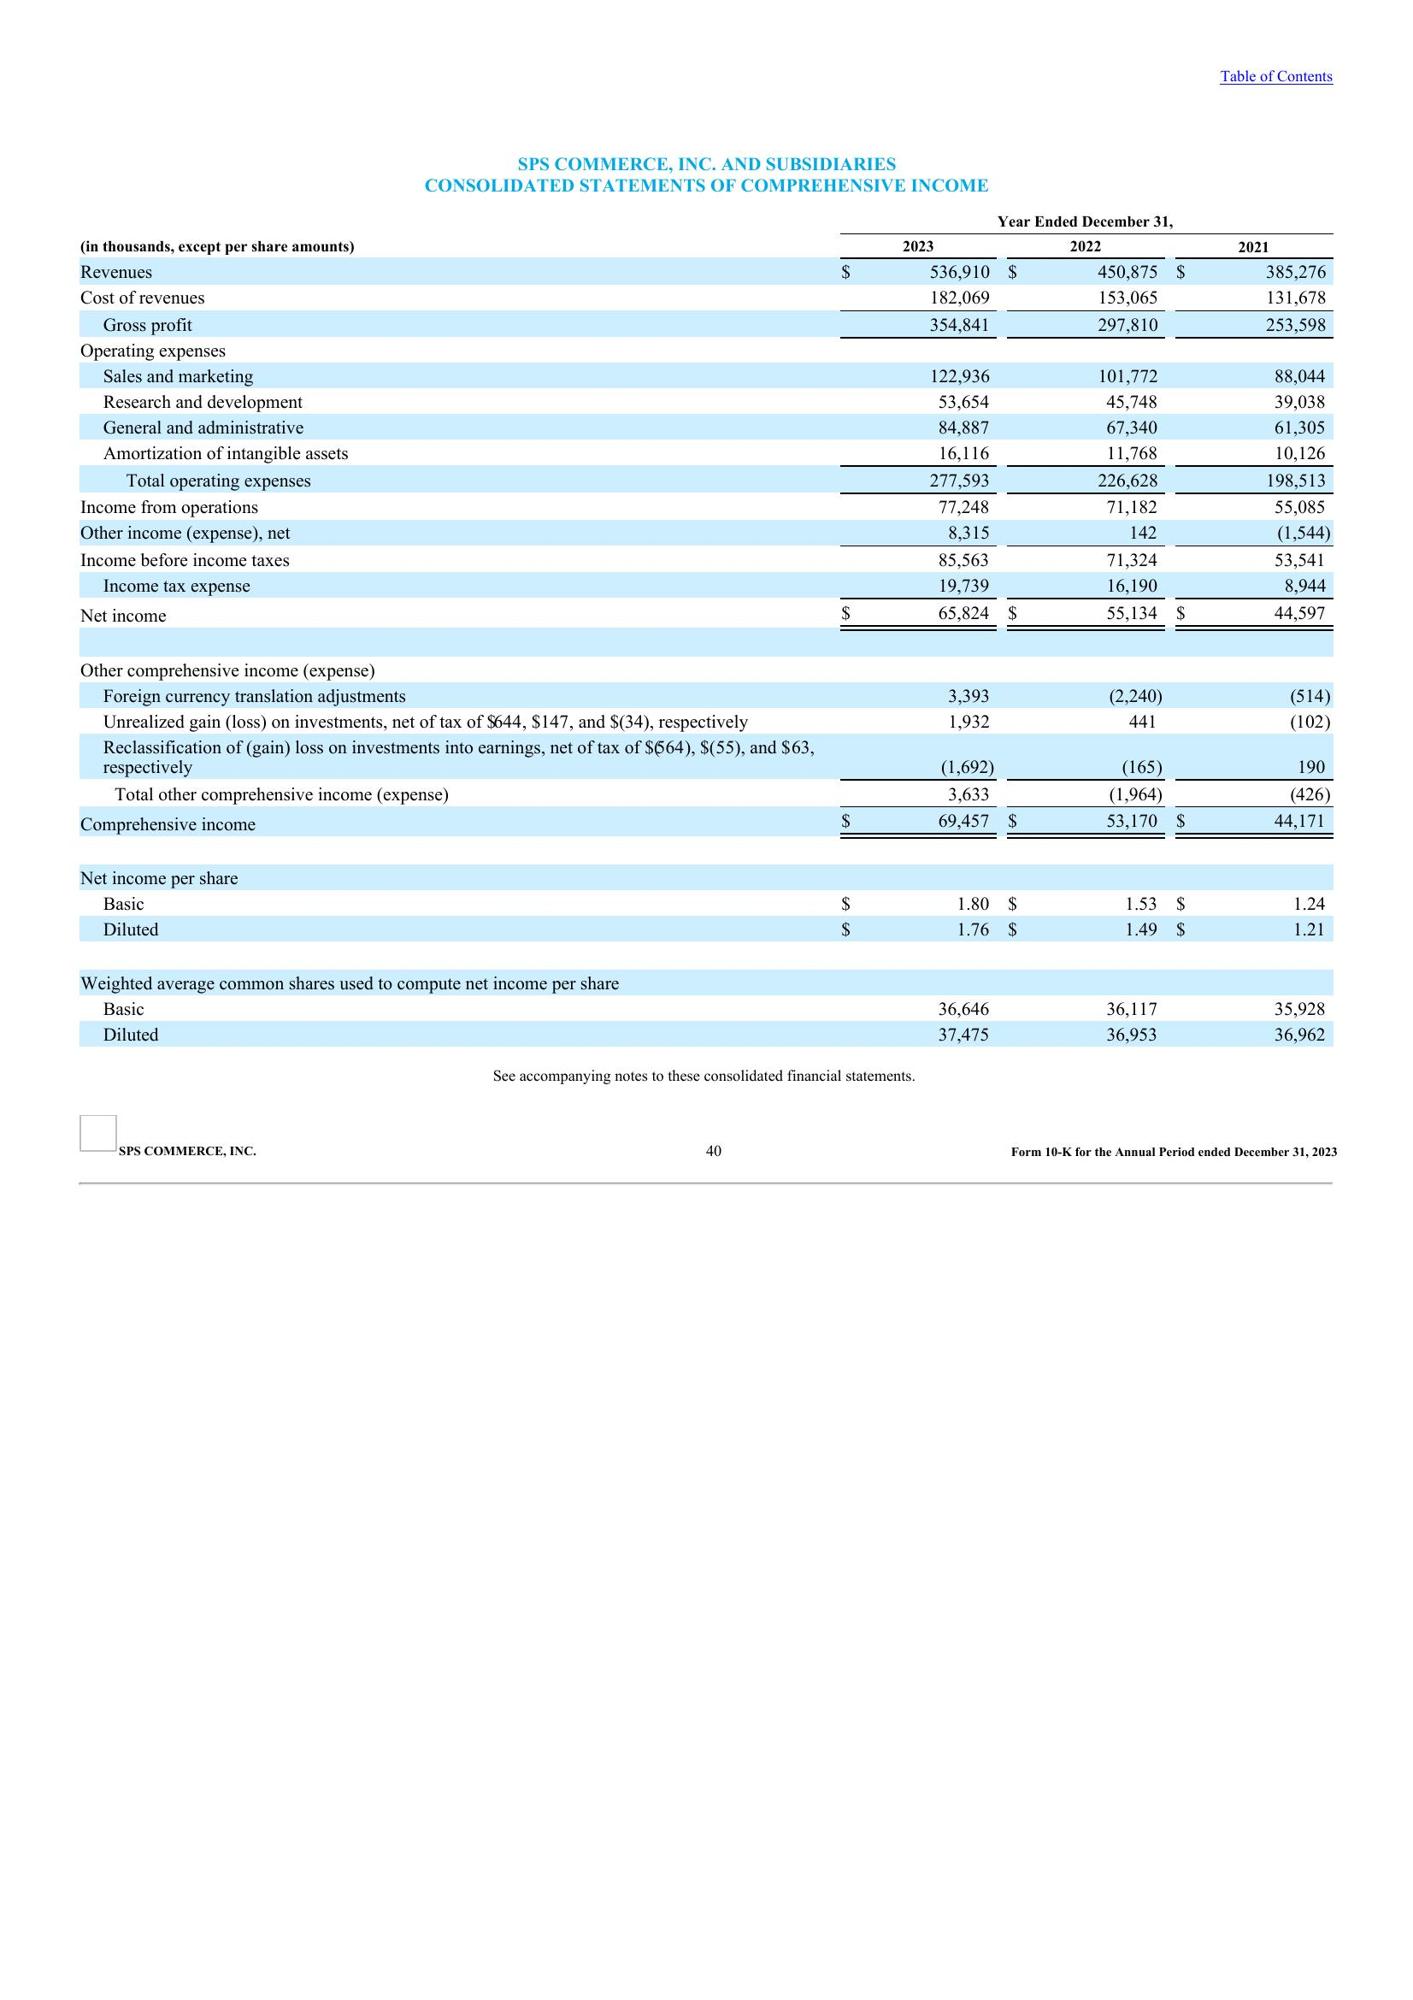 Table of Contents
SPS COMMERCE, INC. AND SUBSIDIARIES
CONSOLIDATED STATEMENTS OF COMPREHENSIVE INCOME
Year Ended December 31,
(in thousands, except per share amounts) 2023 2022 2021
Revenues $ 536,910 $ 450,875 $ 385,276
Cost of revenues 182,069 153,065 131,678
Gross profit 354,841 297,810 253,598
Operating expenses
Sales and marketing 122,936 101,772 88,044
Research and development 53,654 45,748 39,038
General and administrative 84,887 67,340 61,305
Amortization of intangible assets 16,116 11,768 10,126
Total operating expenses 277,593 226,628 198,513
Income from operations 77,248 71,182 55,085
Other income (expense), net 8,315 142 (1,544)
Income before income taxes 85,563 71,324 53,541
Income tax expense 19,739 16,190 8,944
Net income $ 65,824 $ 55,134 $ 44,597
Other comprehensive income (expense)
Foreign currency translation adjustments 3,393 (2,240) (514)
Unrealized gain (loss) on investments, net of tax of $644, $147, and $(34), respectively 1,932 441 (102)
Reclassification of (gain) loss on investments into earnings, net of tax of $(564), $(55), and $63,
respectively (1,692) (165) 190
Total other comprehensive income (expense) 3,633 (1,964) (426)
Comprehensive income $ 69,457 $ 53,170 $ 44,171
Net income per share
Basic $ 1.80 $ 1.53 $ 1.24
Diluted $ 1.76 $ 1.49 $ 1.21
Weighted average common shares used to compute net income per share
Basic 36,646 36,117 35,928
Diluted 37,475 36,953 36,962
See accompanying notes to these consolidated financial statements.
SPS COMMERCE, INC. 40 Form 10-K for the Annual Period ended December 31, 2023